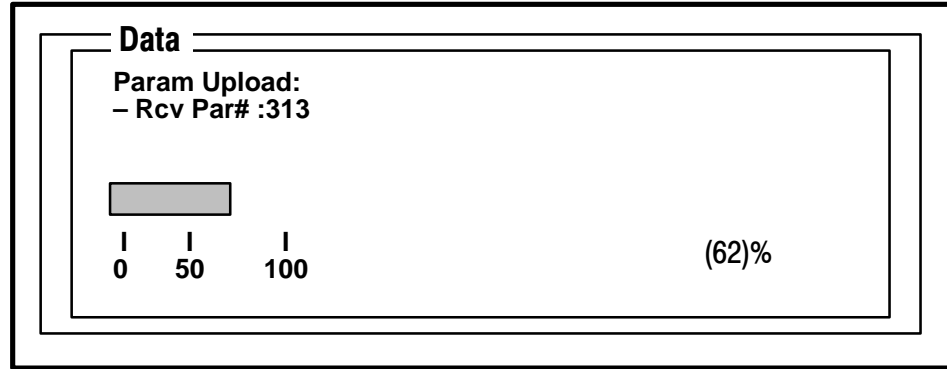 Data
Param Upload:
– Rcv Par# :313
I I I
0 50 100
(62)%